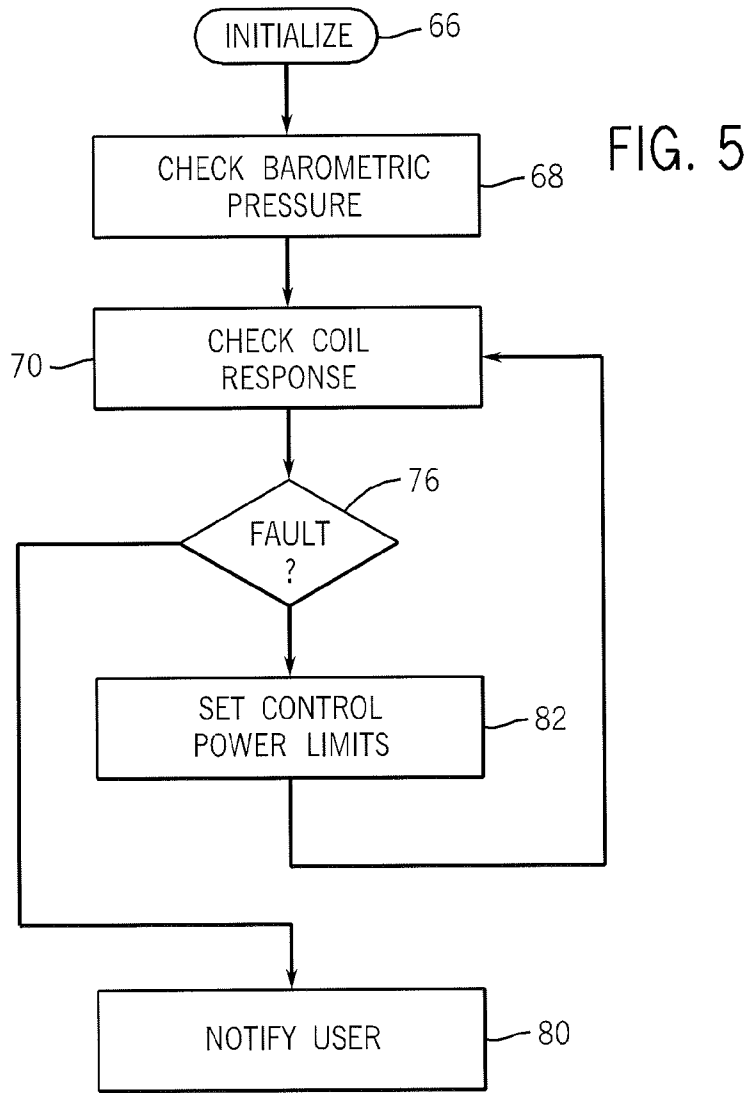 INITIALIZE
66
FIG. 5
CHECK BAROMETRIC
PRESSURE
68
CHECK COIL
RESPONSE
70
76
FAULT
?
SET CONTROL
POWER LIMITS
82
NOTIFY USER
80